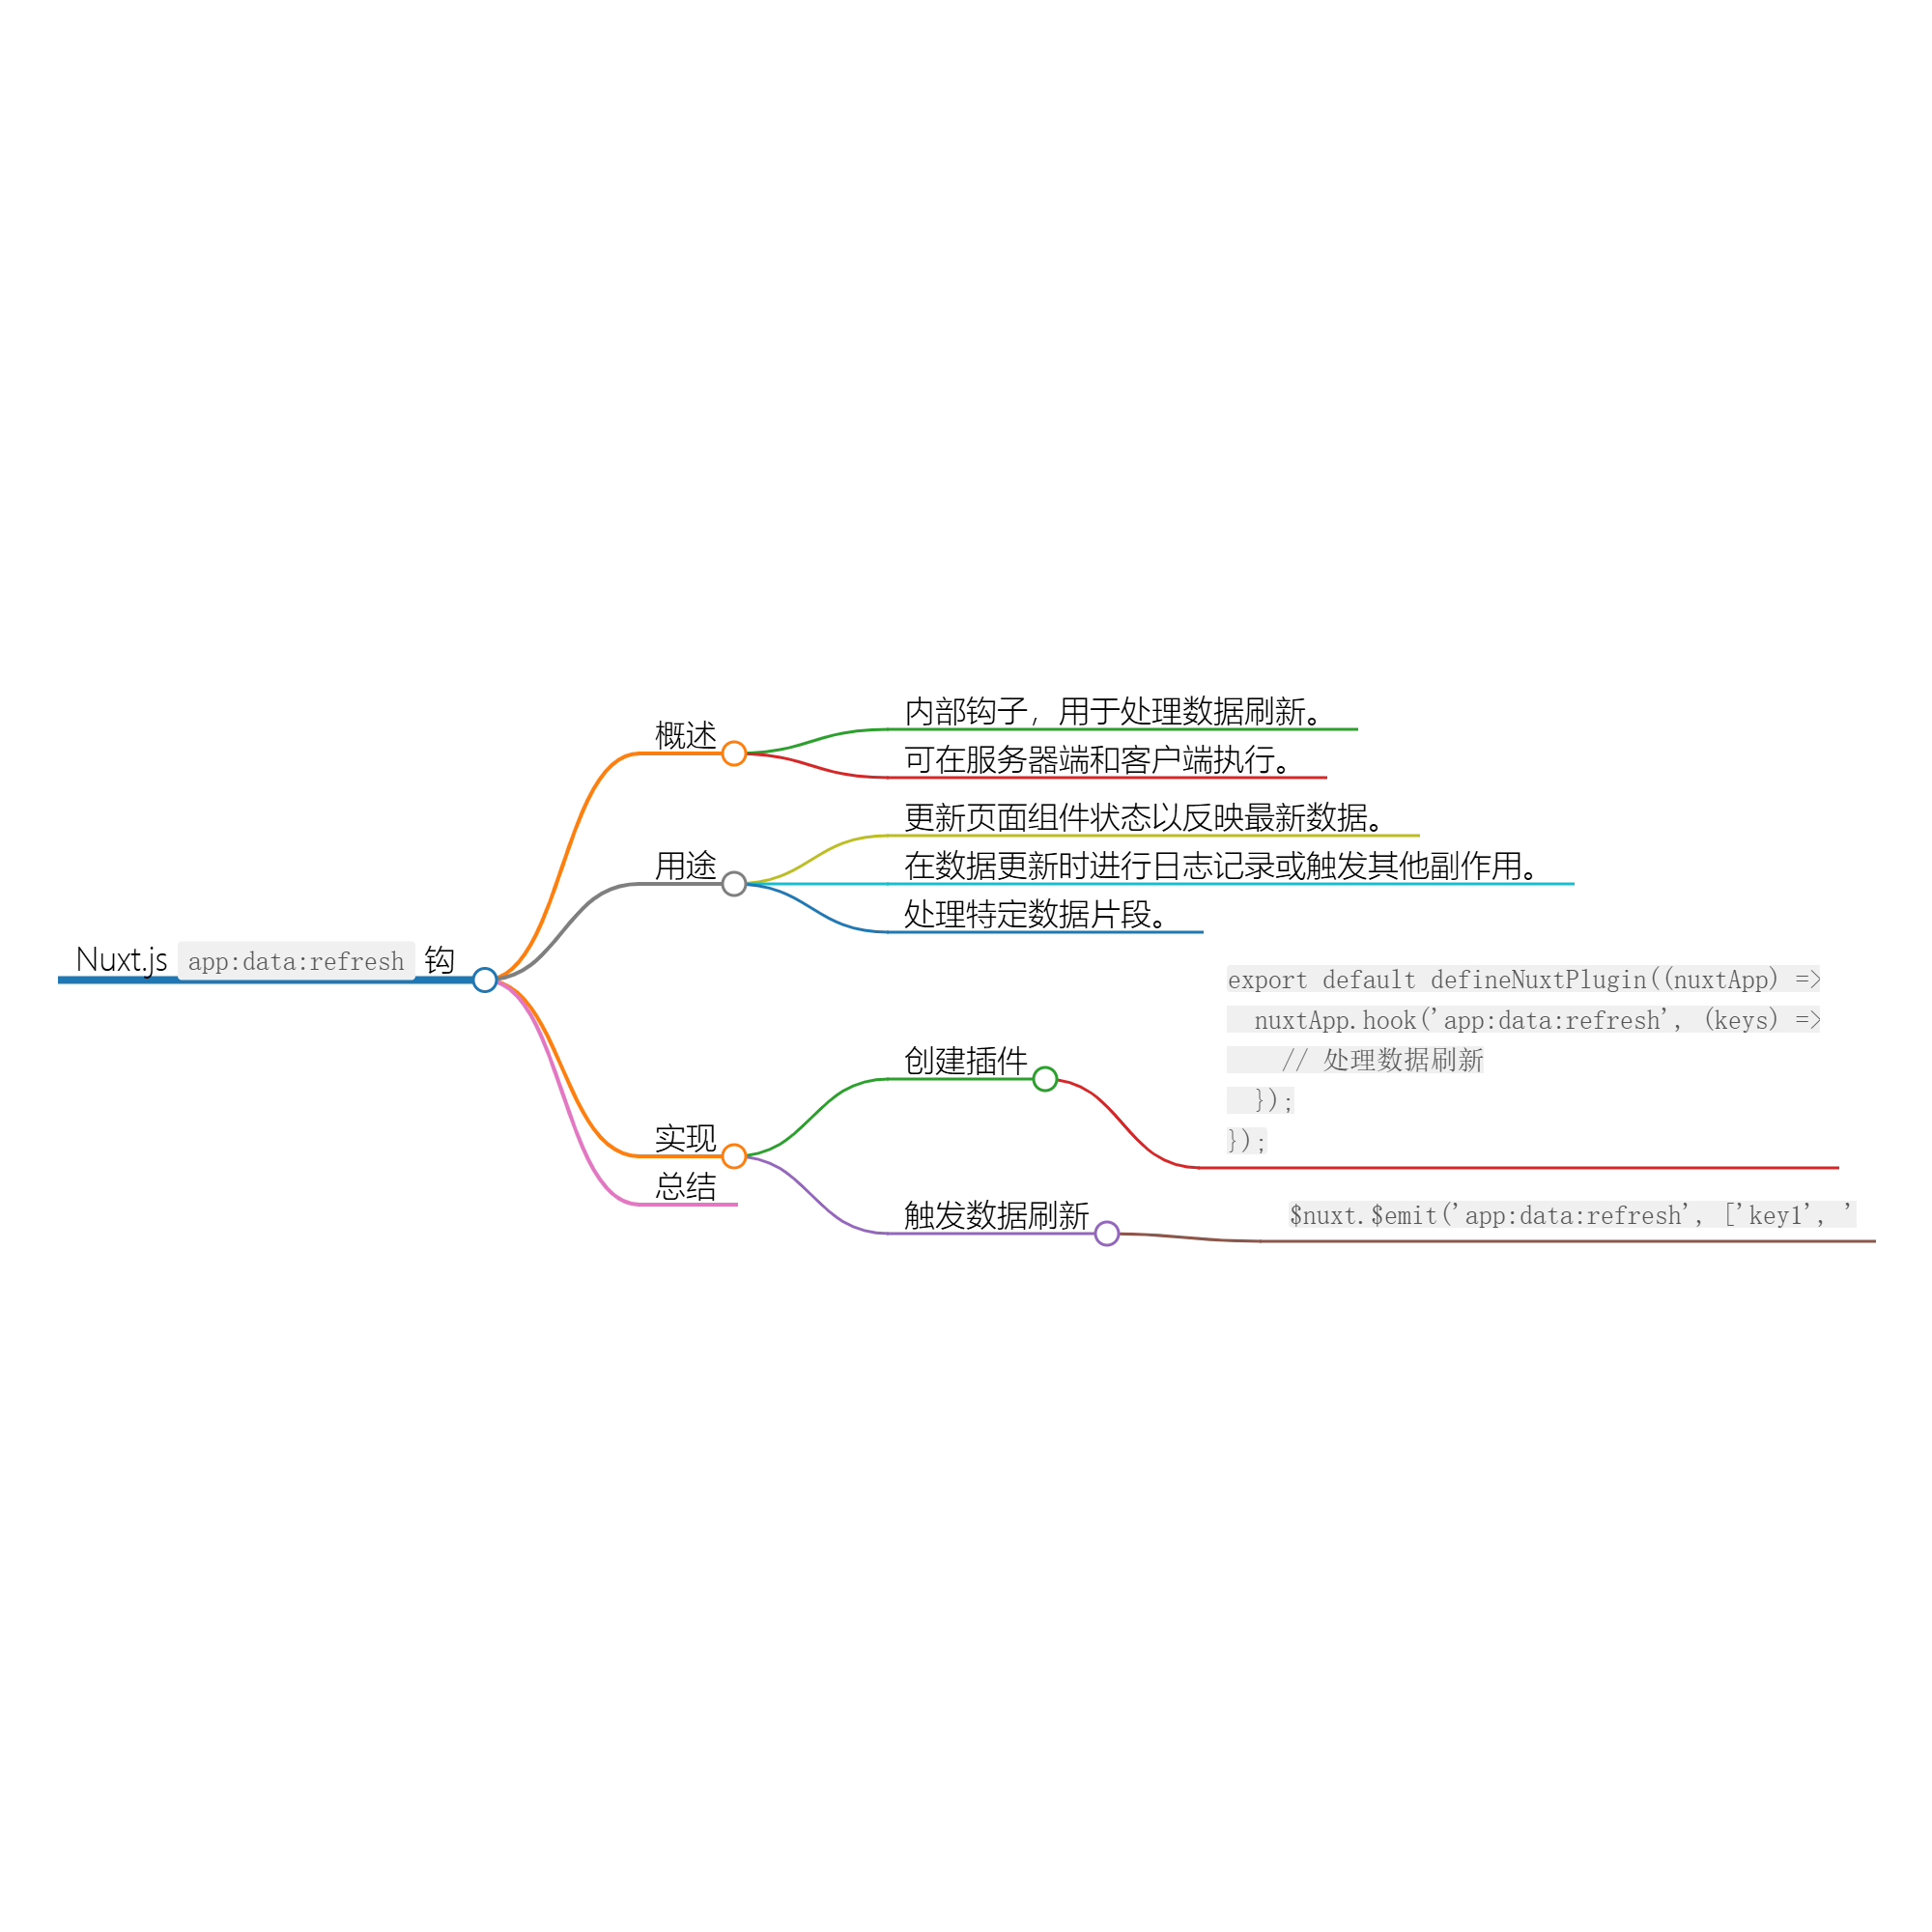 Nuxt.js app:data:refresh 钩
概述
内部钩子，用于处理数据刷新。
可在服务器端和客户端执行。
用途
更新页面组件状态以反映最新数据。
在数据更新时进行日志记录或触发其他副作用。
处理特定数据片段。
实现
创建插件
export default defineNuxtPlugin((nuxtApp) =>
  nuxtApp.hook('app:data:refresh', (keys) =>
    // 处理数据刷新
  });
});
触发数据刷新
$nuxt.$emit('app:data:refresh', ['key1', '
总结